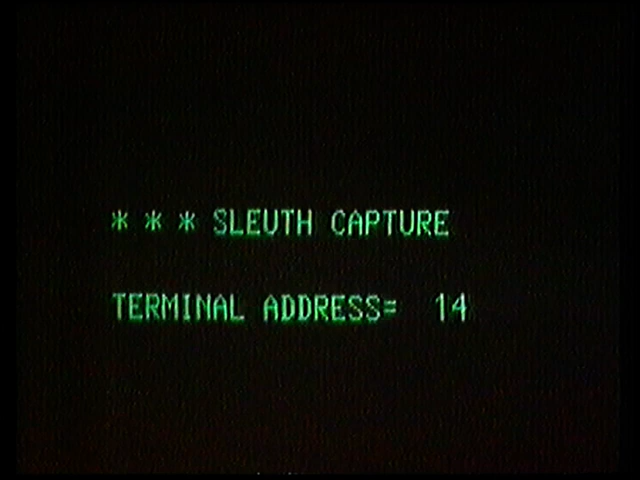 * * * SLEUTH CAPTURE
TERMINAL ADDRESS=  14